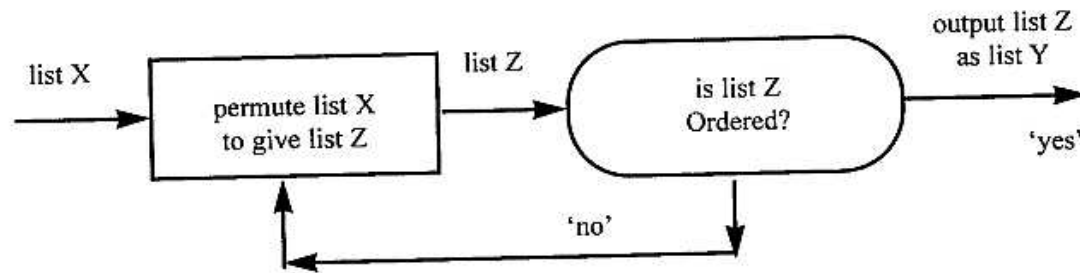 list X
permute list X
to give list Z
list Z
is list Z
Ordered?
output list Z
as list Y
‘yes’
‘no’